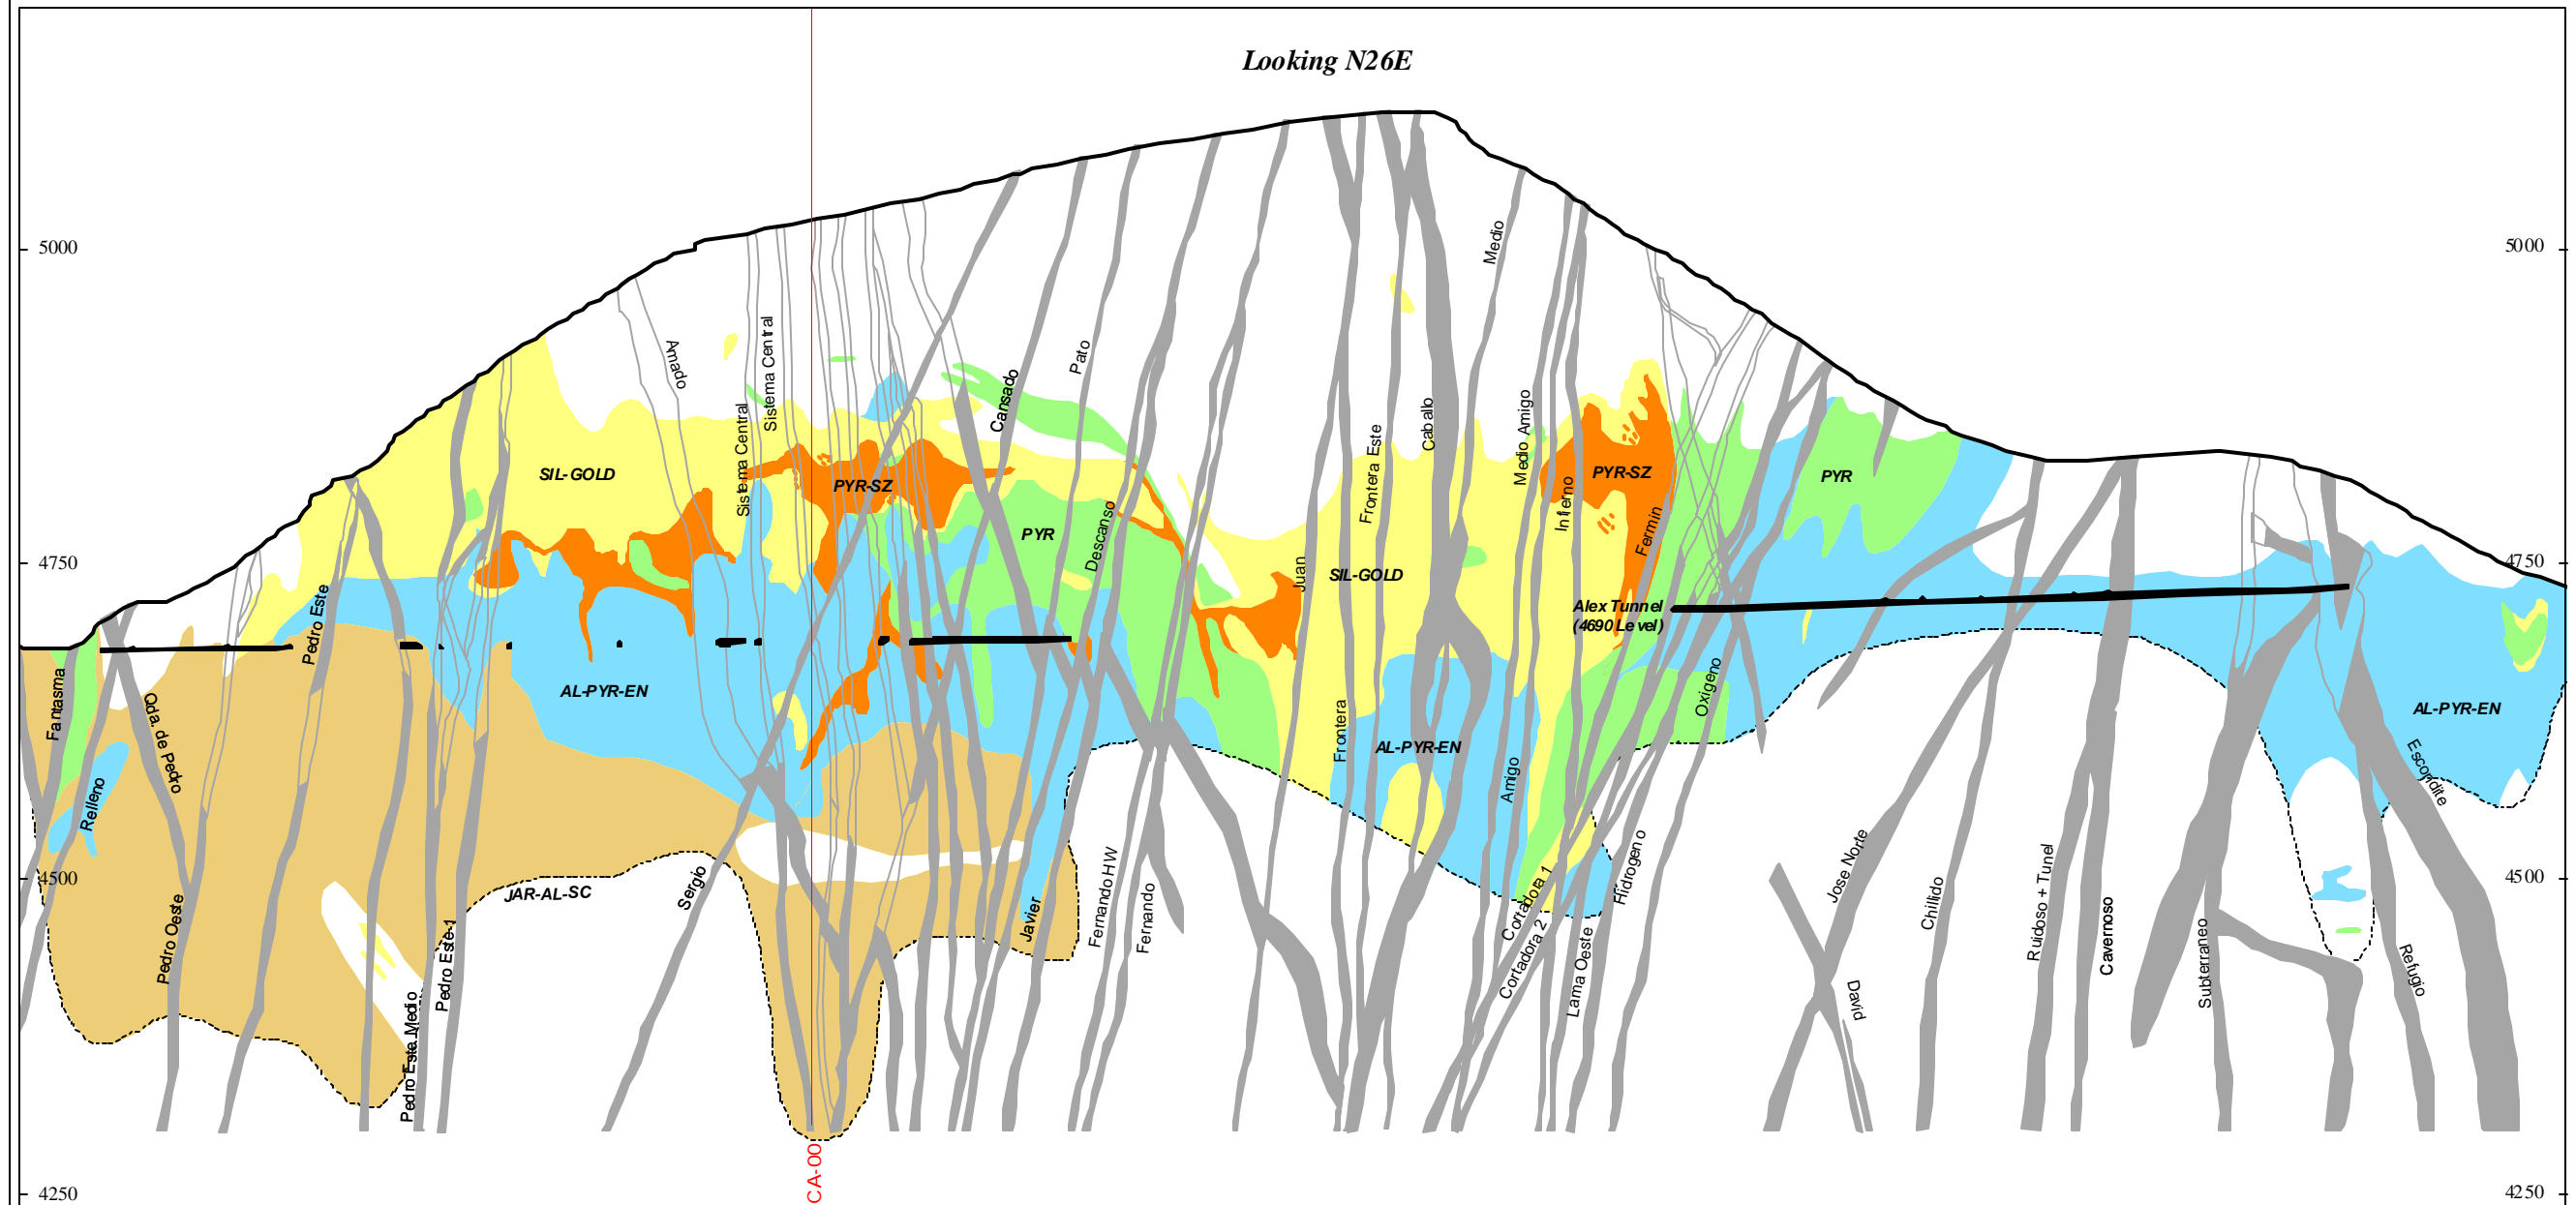 Looking N26E
5000
5000
Medio
Amado
Sistema Central
Pato
Cansado
Sistema Central
Caballo
Medio Amigo
Frontera Este
SIL-GOLD
PYR-SZ
PYR-SZ
PYR
Infierno
PYR
Descanso
Fermin
4750
4750
Juan
SIL-GOLD
Pedro Este
Alex Tunnel
(4690 Level)
Fantasma
AL-PYR-EN
Oxigeno
AL-PYR-EN
Qda. de Pedro
Frontera
AL-PYR-EN
Relleno
Amigo
Escondite
4500
4500
JAR-AL-SC
Sergio
Pedro Oeste
Pedro Este-1
Pedro Este Medio
Javier
Fernando HW
Fernando
Cortadora 1
Cortadora 2
Hidrogeno
Lama Oeste
Jose Norte
Chillido
David
Ruidoso + Tunel
Cavernoso
Subterraneo
Refugio
CA-00
4250
4250